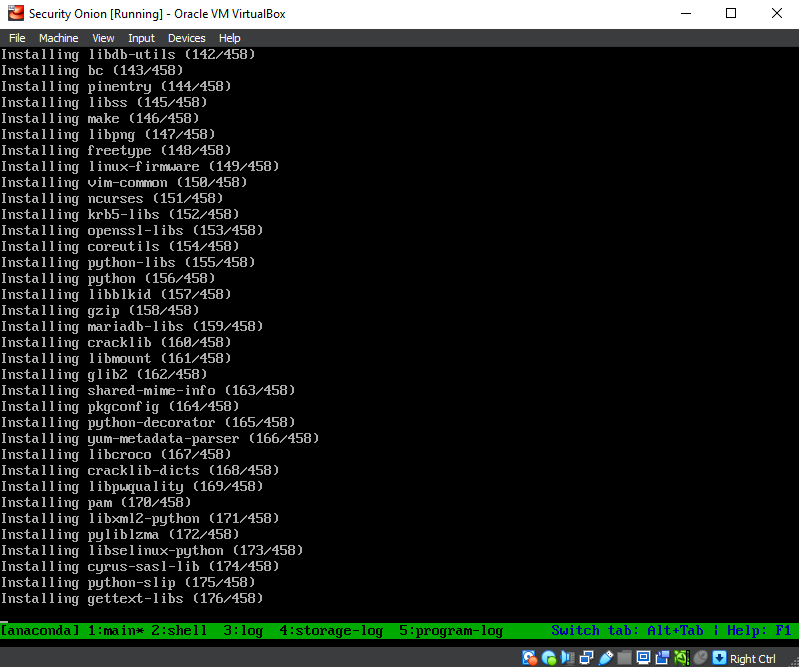 Security Onion [Running] - Oracle VM VirtualBox
File Machine View Input Devices Help
Installing libdb-utils (142/458)
Installing bc (143/458)
Installing pinentry (144/458)
Installing libss (145/458)
Installing make (146/458)
Installing libpng (147/458)
Installing freetype (148/458)
Installing linux-firmware (149/458)
Installing vim-common (150/458)
Installing ncurses (151/458)
Installing krb5-libs (152/458)
Installing openssl-libs (153/458)
Installing coreutils (154/458)
Installing python-libs (155/458)
Installing python (156/458)
Installing libblkid (157/458)
Installing gzip (158/458)
Installing mariadb-libs (159/458)
Installing cracklib (160/458)
Installing libmount (161/458)
Installing glib2 (162/458)
Installing shared-mime-info (163/458)
Installing pkgconfig (164/458)
Installing python-decorator (165/458)
Installing yum-metadata-parser (166/458)
Installing libcroco (167/458)
Installing cracklib-dicts (168/458)
Installing libpwquality (169/458)
Installing pam (170/458)
Installing libxml2-python (171/458)
Installing pyliblzma (172/458)
Installing libselinux-python (173/458)
Installing cyrus-sasl-lib (174/458)
Installing python-slip (175/458)
Installing gettext-libs (176/458)
[anaconda] 1:main* 2:shell 3:log 4:storage-log 5:program-log Switch tab: Alt+Tab | Help: F1
Right Ctrl